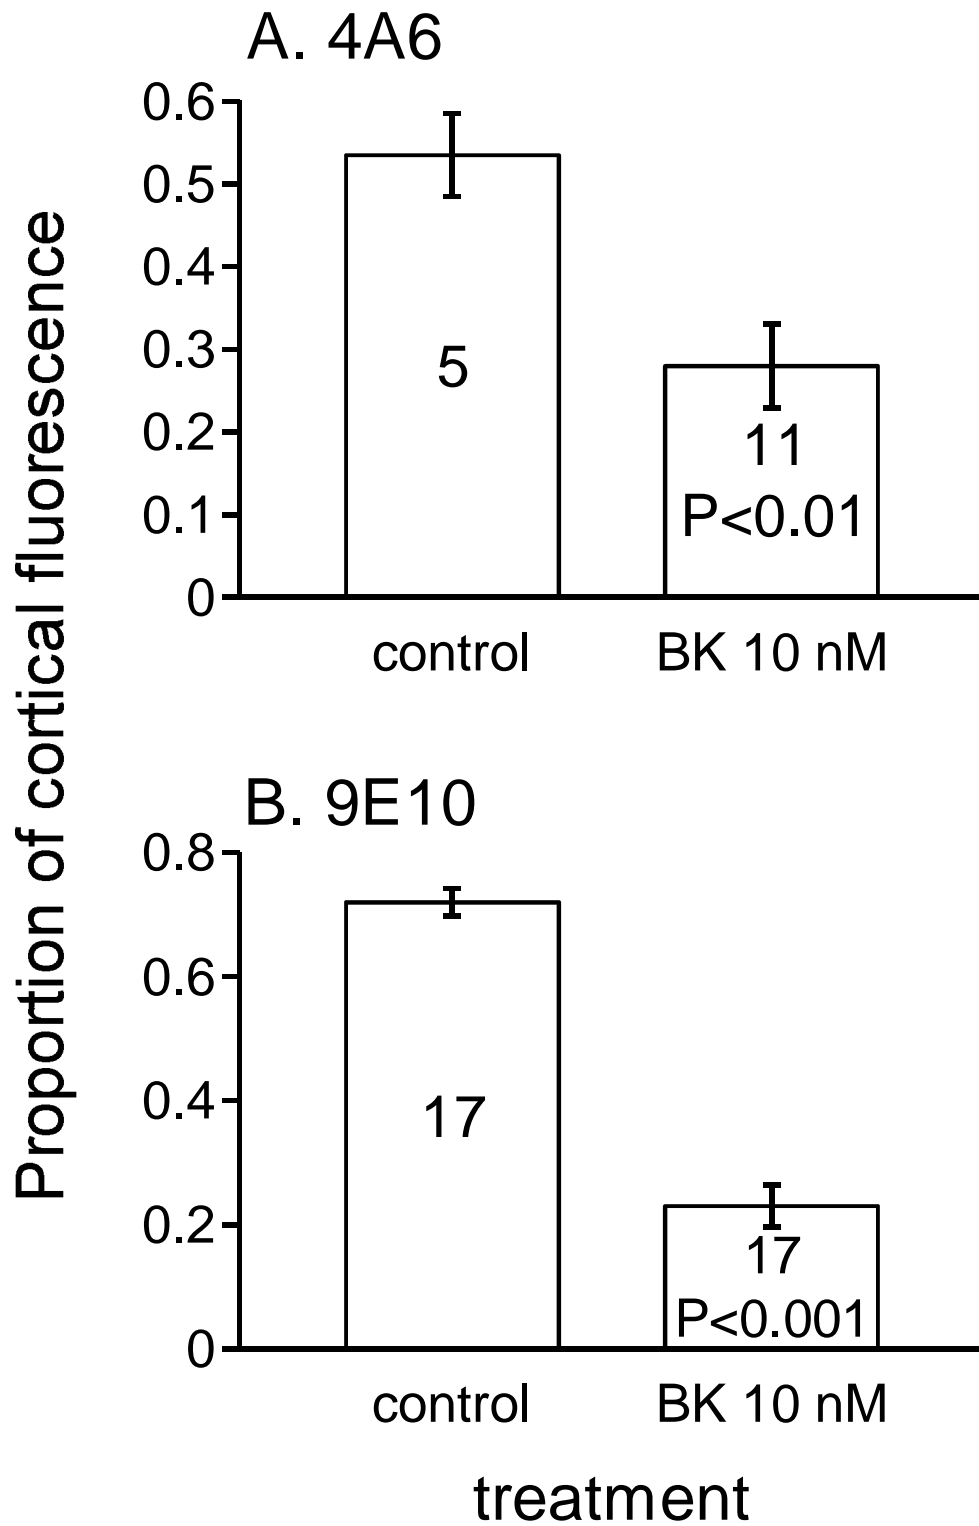 Proportion of cortical fluorescence
A. 4A6
0.6
0.5
0.4
0.3
0.2
0.1
0
5
11
P<0.01
control
BK 10 nM
B. 9E10
0.8
0.6
0.4
0.2
0
17
17
P<0.001
control
BK 10 nM
treatment